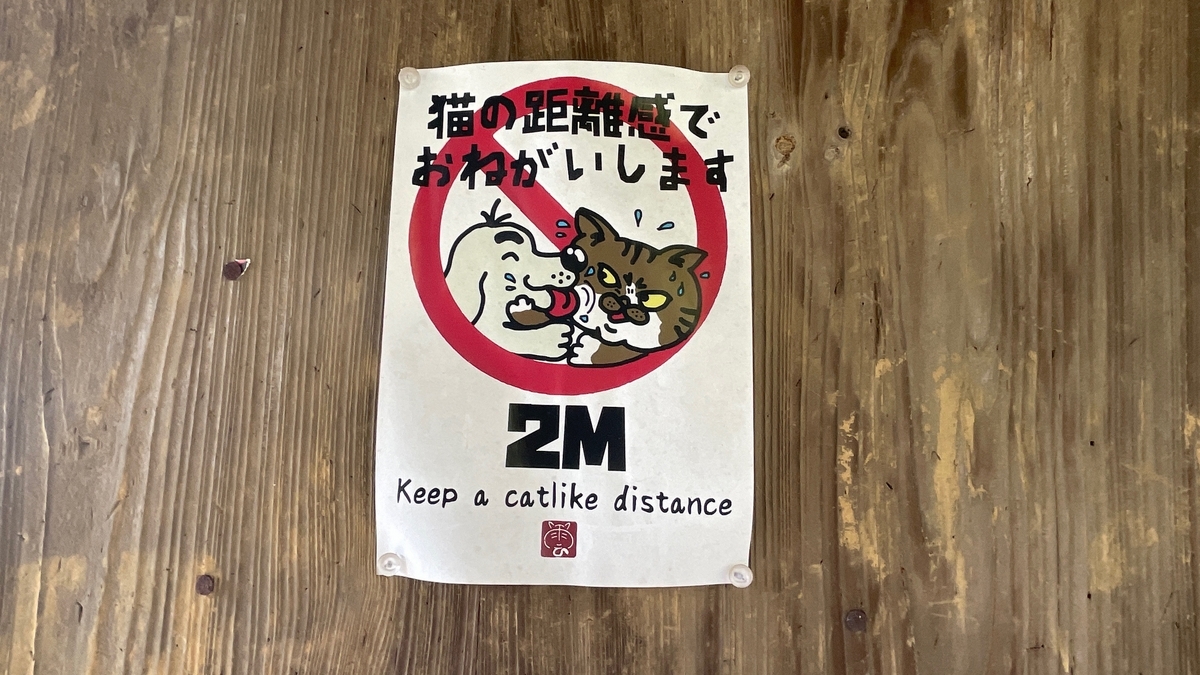 猫の距離感で
おねがいします
2M
Keep a catlike distance